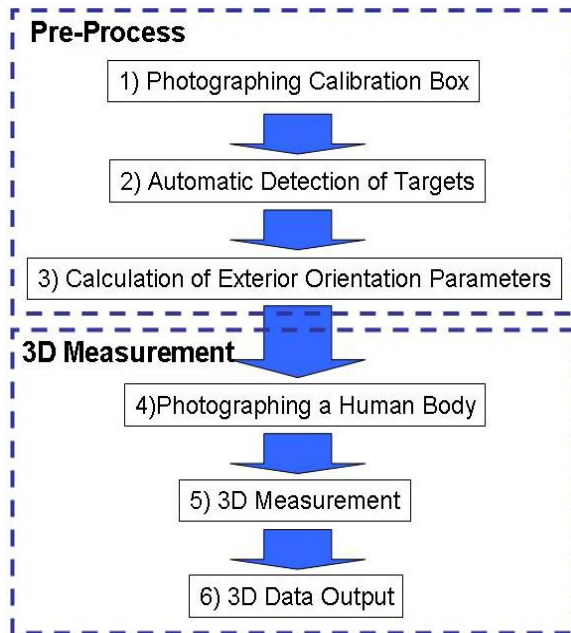 Pre-Process
1) Photographing Calibration Box
2) Automatic Detection of Targets
3) Calculation of Exterior Orientation Parameters
3D Measurement
4)Photographing a Human Body
5) 3D Measurement
6) 3D Data Output